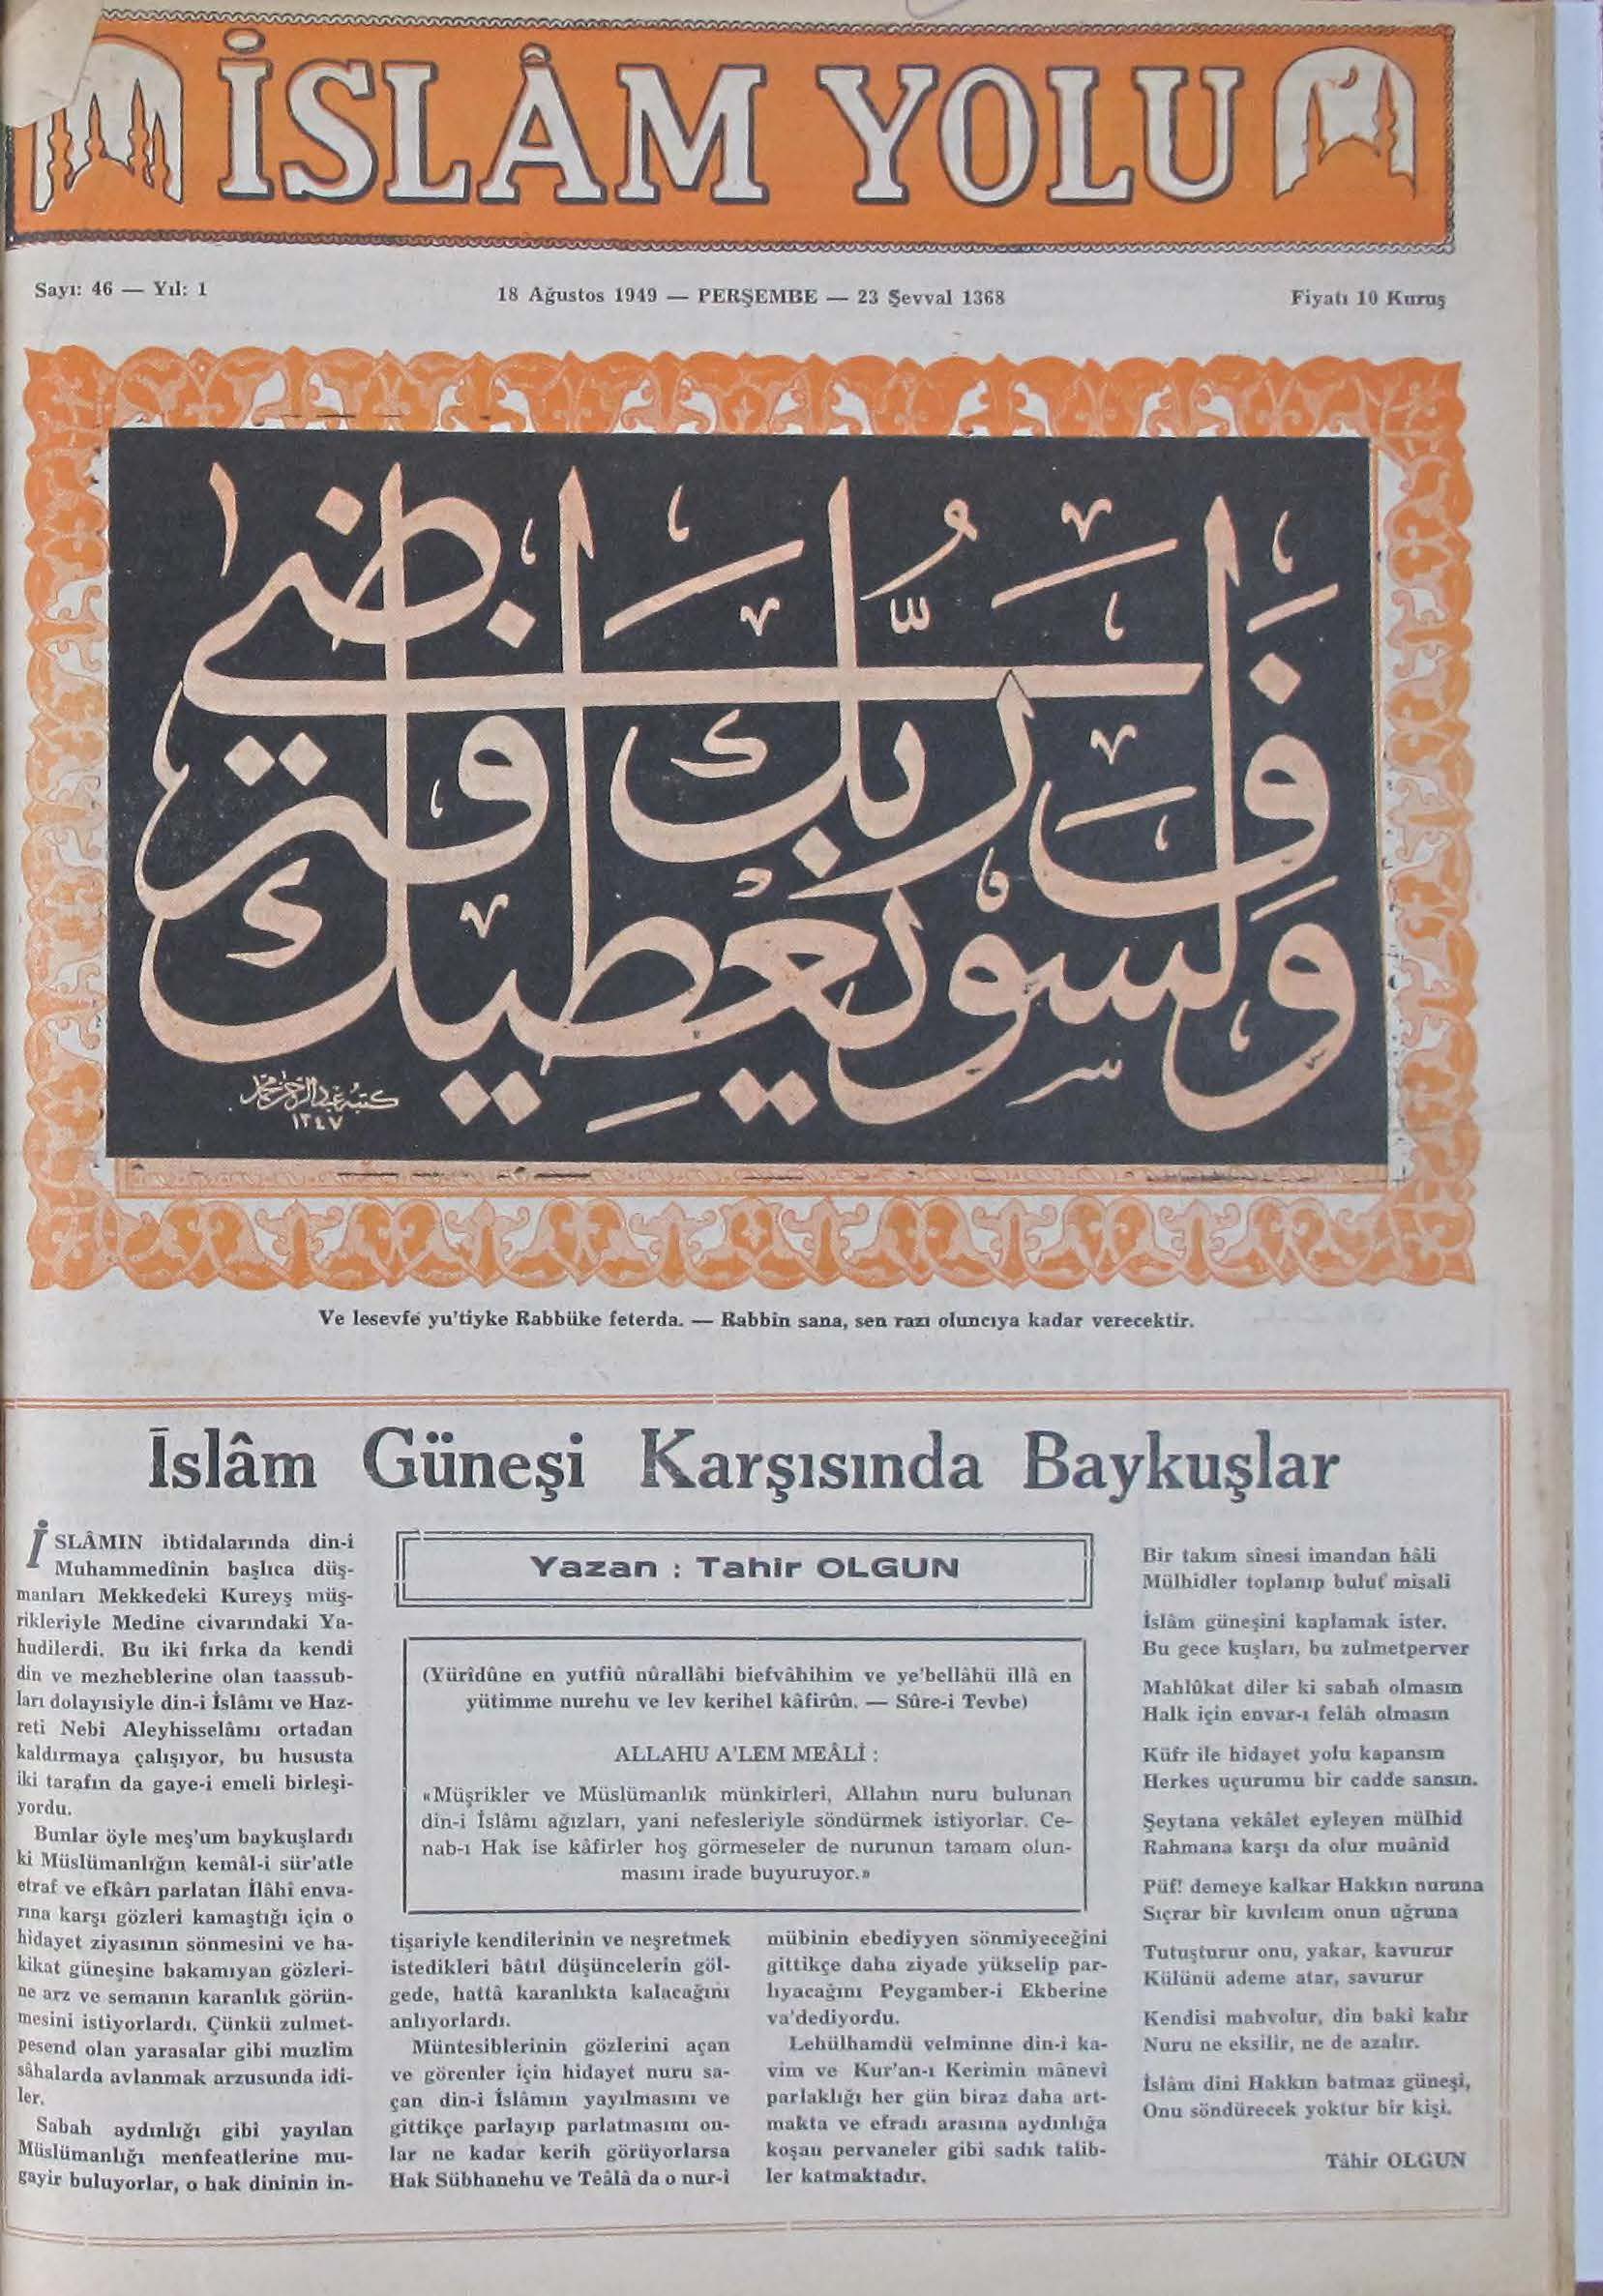 İSLÂM YOLU
Sayı: 46 — Yıl: 1
18 Ağustos 1949 — PERŞEMBE — 23 Şevval 1368
Fiyatı 10 Kuruş
وَلَسَوْفَ يُعْطِيكَ رَبُّكَ فَتَرْضَى
١٣٤٧
Ve lesevfe yu'tiyke Rabbüke feterda. — Rabbin sana, sen razı oluncıya kadar verecektir.
İslâm Güneşi Karşısında Baykuşlar
İSLÂMIN ibtidalarında din-i
Muhammedînin başlıca düş-
manları Mekkedeki Kureyş müş-
rikleriyle Medine civarındaki Ya-
hudilerdi. Bu iki fırka da kendi
din ve mezheblerine olan taassub-
ları dolayısiyle din-i İslâmı ve Haz-
reti Nebi Aleyhisselâmı ortadan
kaldırmaya çalışıyor, bu hususta
iki tarafın da gaye-i emeli birleşi-
yordu.
Bunlar öyle meş'um baykuşlardı
ki Müslümanlığın kemâl-i sür'atle
etraf ve efkârı parlatan İlâhî enva-
rına karşı gözleri kamaştığı için o
hidayet ziyasının sönmesini ve ha-
kikat güneşine bakamıyan gözleri-
ne arz ve semanın karanlık görün-
mesini istiyorlardı. Çünkü zulmet-
pesend olan yarasalar gibi muzlim
sâhalarda avlanmak arzusunda idi-
ler.
Sabah aydınlığı gibi yayılan
Müslümanlığı menfeatlerine mu-
gayir buluyorlar, o hak dininin in-
Yazan : Tahir OLGUN
(Yürîdûne en yutfiû nûrallâhi biefvâhihim ve ye'bellâhü illâ en
yütimme nurehu ve lev kerihel kâfirûn. — Sûre-i Tevbe)
ALLAHU A'LEM MEÂLİ :
«Müşrikler ve Müslümanlık münkirleri, Allahın nuru bulunan
din-i İslâmı ağızları, yani nefesleriyle söndürmek istiyorlar. Ce-
nab-ı Hak ise kâfirler hoş görmeseler de nurunun tamam olun-
masını irade buyuruyor.»
tişariyle kendilerinin ve neşretmek
istedikleri bâtıl düşüncelerin göl-
gede, hattâ karanlıkta kalacağını
anlıyorlardı.
Müntesiblerinin gözlerini açan
ve görenler için hidayet nuru sa-
çan din-i İslâmın yayılmasını ve
gittikçe parlayıp parlatmasını on-
lar ne kadar kerih görüyorlarsa
Hak Sübhanehu ve Teâlâ da o nur-i
mübinin ebediyyen sönmiyeceğini
gittikçe daha ziyade yükselip par-
lıyacağını Peygamber-i Ekberine
va'dediyordu.
Lehülhamdü velminne din-i ka-
vim ve Kur'an-ı Kerimin mânevi
parlaklığı her gün biraz daha art-
makta ve efradı arasına aydınlığa
koşan pervaneler gibi sadık talib-
ler katmaktadır.
Bir takım sînesi imandan hâli
Mülhidler toplanıp bulut misali
İslâm güneşini kaplamak ister.
Bu gece kuşları, bu zulmetperver
Mahlûkat diler ki sabah olmasın
Halk için envar-ı felâh olmasın
Küfr ile hidayet yolu kapansın
Herkes uçurumu bir cadde sansın.
Şeytana vekâlet eyleyen mülhid
Rahmana karşı da olur muânid
Püf! demeye kalkar Hakkın nuruna
Sıçrar bir kıvılcım onun uğruna
Tutuşturur onu, yakar, kavurur
Külünü ademe atar, savurur
Kendisi mahvolur, din baki kalır
Nuru ne eksilir, ne de azalır.
İslâm dini Hakkın batmaz güneşi,
Onu söndürecek yoktur bir kişi.
Tâhir OLGUN